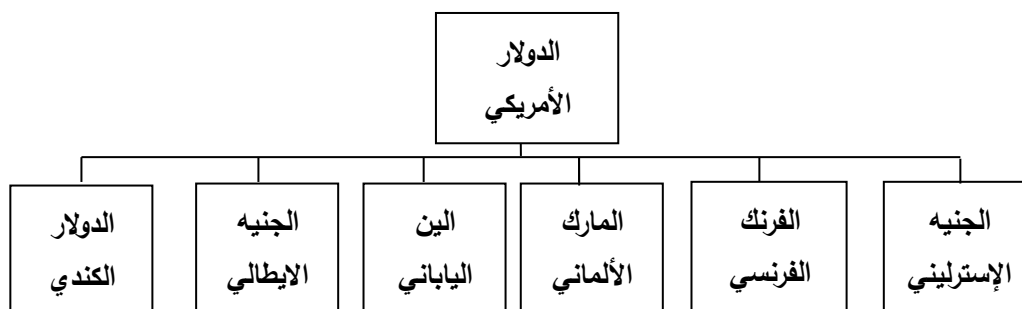 الدولار
الأمريكي
الجنيه
الإسترليني
الفرنك
الفرنسي
المارك
الألماني
الين
الياباني
الجنيه
الايطالي
الدولار
الكندي